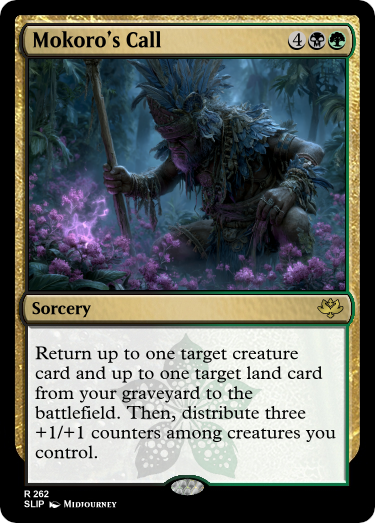 Mokoro's Call 4
Sorcery
Return up to one target creature
card and up to one target land card
from your graveyard to the
battlefield. Then, distribute three
+1/+1 counters among creatures you
control.
R 262
SLIP Midjourney